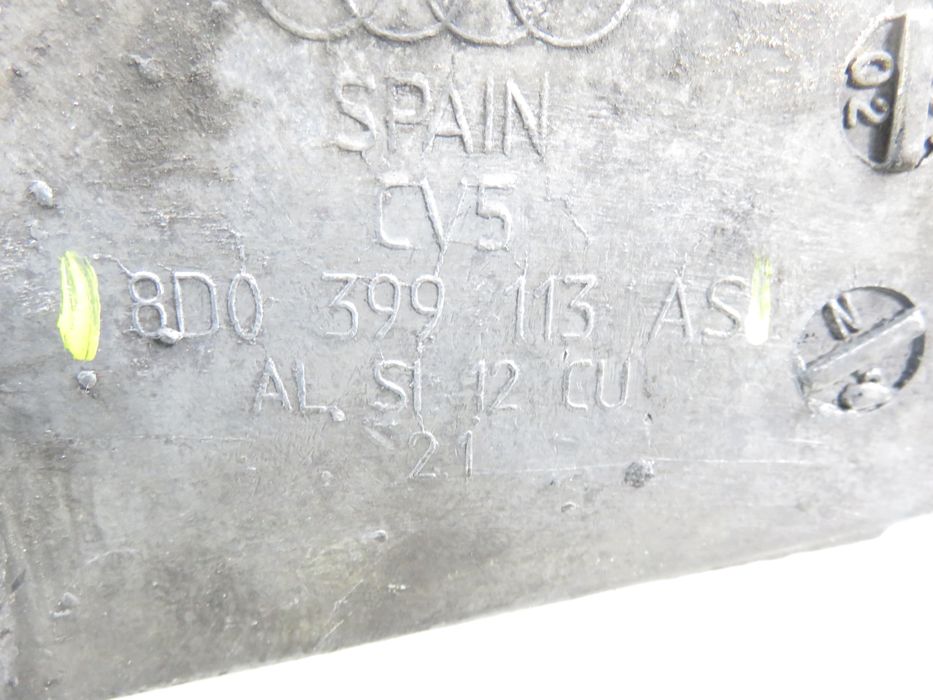 SPAIN
CV5
8D0 399 113 AS
AL SI 12 CU
21
02
N